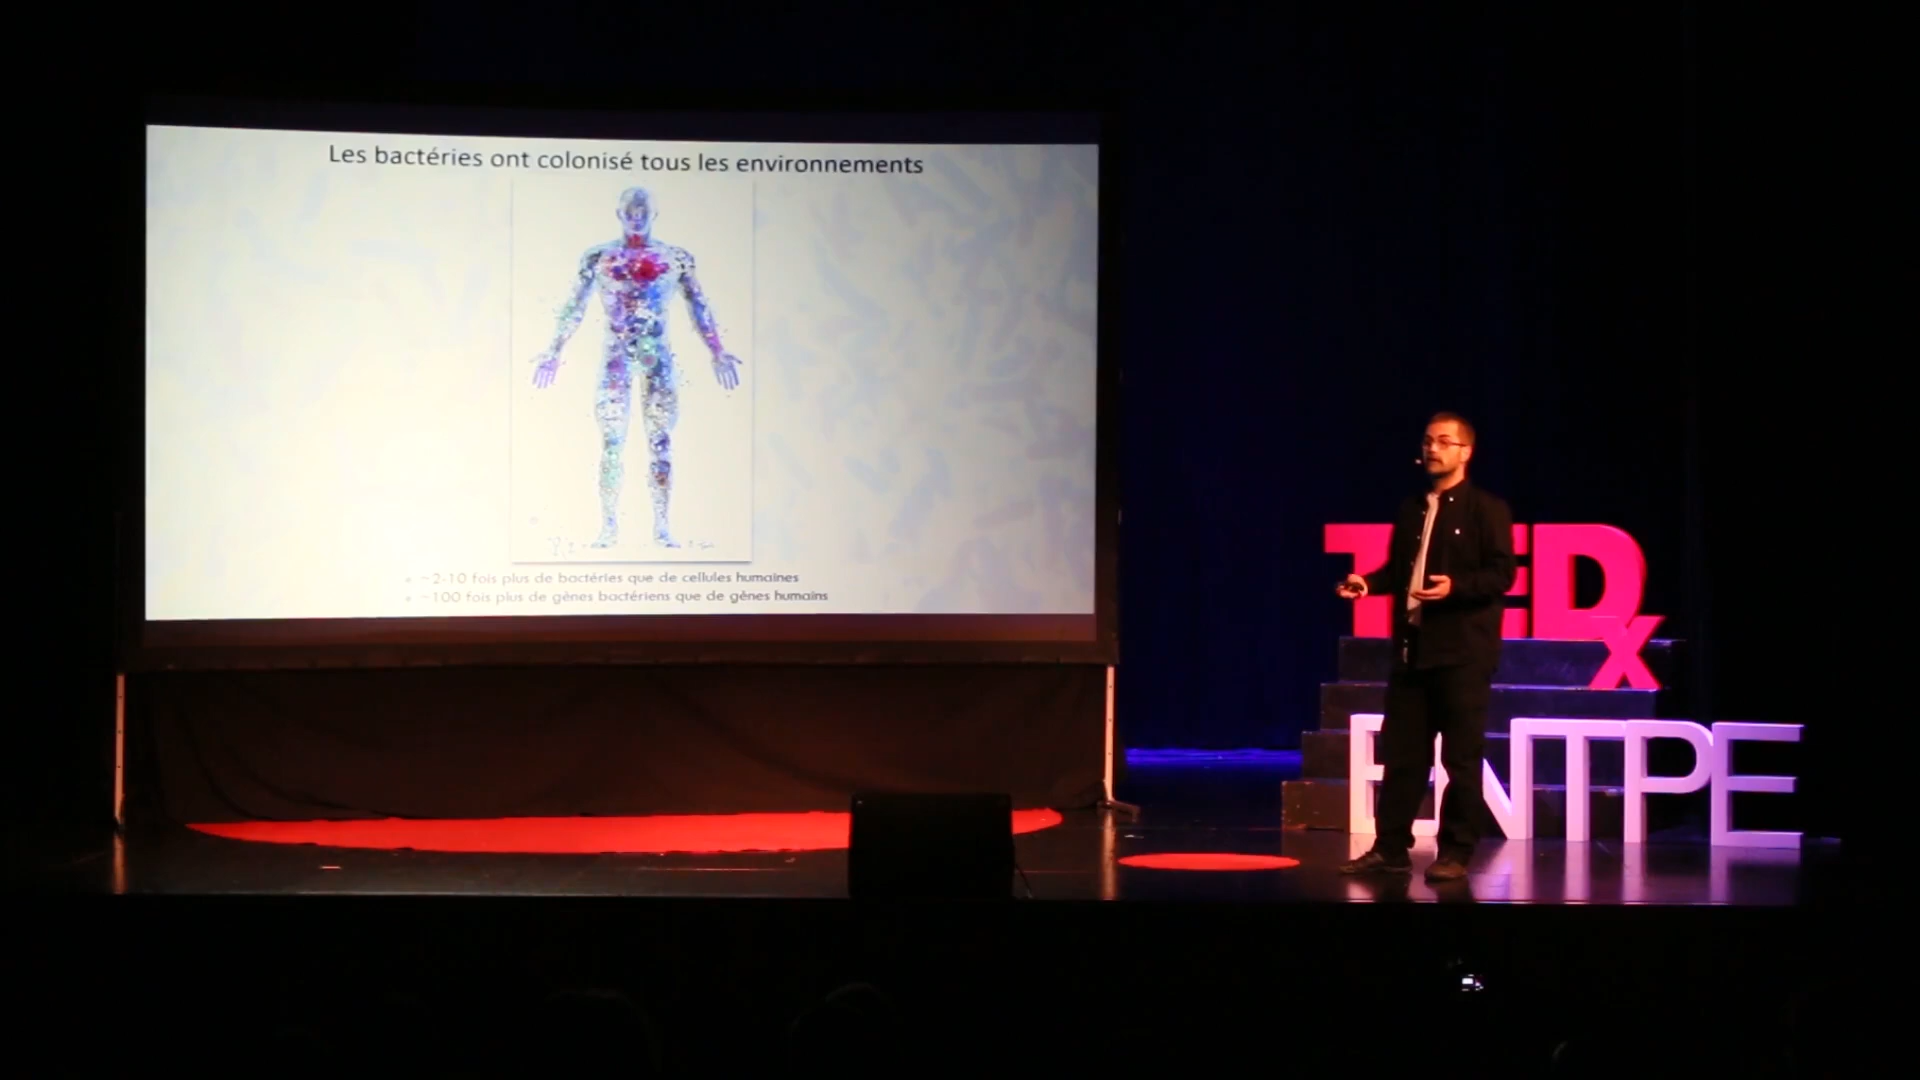 Les bactéries ont colonisé tous les environnements
• ~2-10 fois plus de bactéries que de cellules humaines
• ~100 fois plus de gènes bactériens que de gènes humains
TEDx
ENTPE